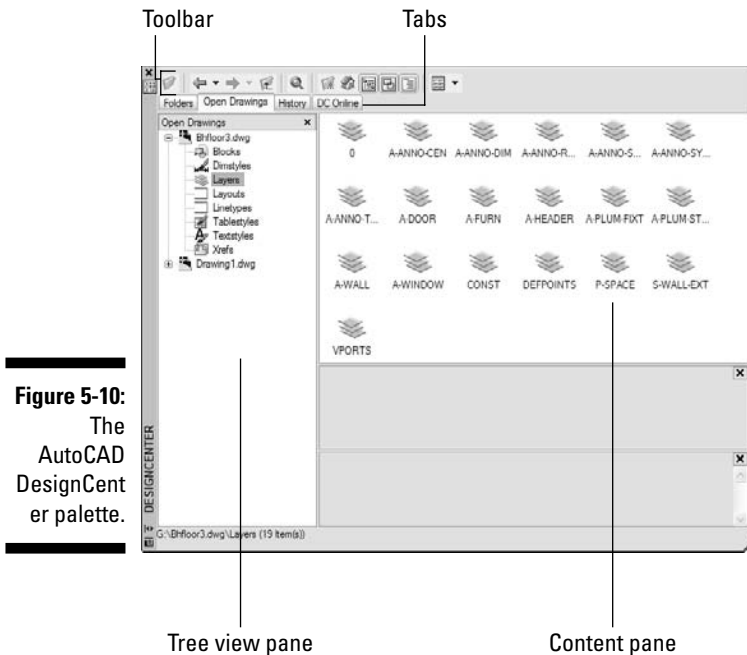 Toolbar
Tabs
Folders
Open Drawings
History
DC Online
Open Drawings
Bhfloor3.dwg
Blocks
Dimstyles
Layers
Layouts
Linetypes
Tablestyles
Textstyles
Xrefs
Drawing1.dwg
0
A-ANNO-CEN
A-ANNO-DIM
A-ANNO-R...
A-ANNO-S...
A-ANNO-SY...
A-ANNO-T...
A-DOOR
A-FURN
A-HEADER
A-PLUM-FIXT
A-PLUM-ST...
A-WALL
A-WINDOW
CONST
DEFPOINTS
P-SPACE
S-WALL-EXT
VPORTS
DESIGNCENTER
G:\Bhfloor3.dwg\Layers (19 Item(s))
Figure 5-10:
The
AutoCAD
DesignCent
er palette.
Tree view pane
Content pane